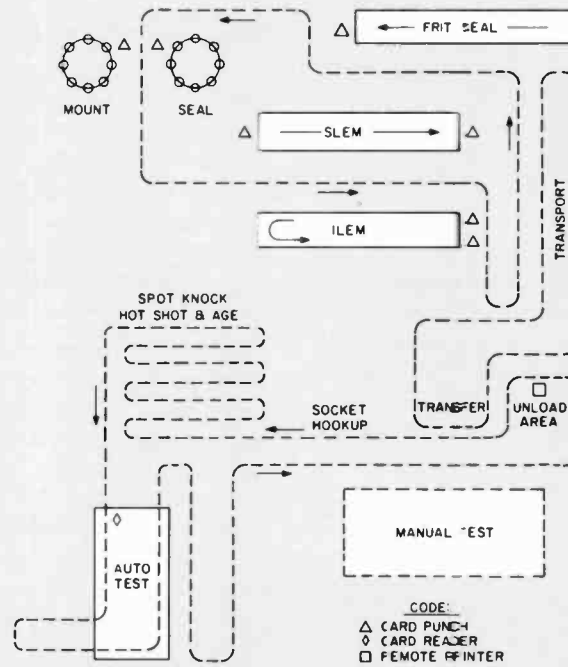 FRIT SEAL
MOUNT
SEAL
SLEM
ILEM
TRANSPORT
SPOT KNOCK
HOT SHOT & AGE
SOCKET
HOOKUP
TRANSFER
UNLOAD
AREA
AUTO
TEST
MANUAL TEST
CODE:
CARD PUNCH
CARD READER
REMOTE PRINTER